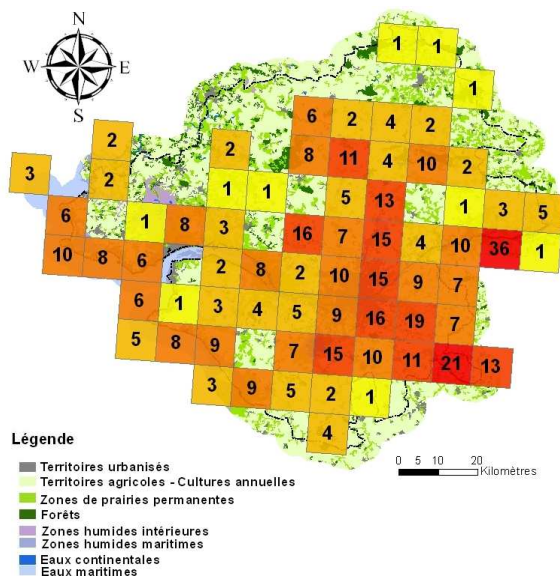 N
W E
S
1 1
1
6 2 4 2
2
2 8 11 4 10 2
3 2
1 1 5 13 1 3 5
6 1 8 3 16 7 15 4 10 36 1
10 8 6 2 8 2 10 15 9 7
6 1 3 4 5 9 16 19 7
5 8 9 7 15 10 11 21 13
3 9 5 2 1
4
Légende
Territoires urbanisés
Territoires agricoles - Cultures annuelles
Zones de prairies permanentes
Forêts
Zones humides intérieures
Zones humides maritimes
Eaux continentales
Eaux maritimes
0 5 10 20
Kilomètres